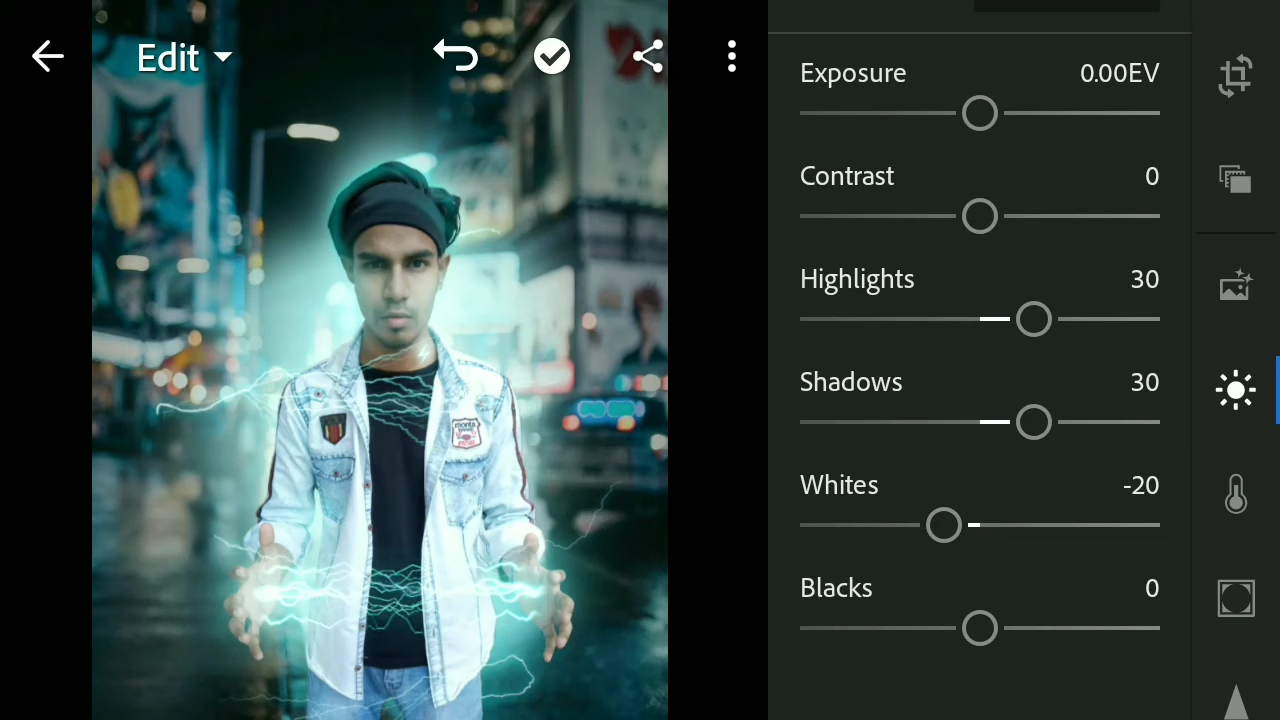 Edit
Exposure 0.00EV
Contrast 0
Highlights 30
Shadows 30
Whites -20
Blacks 0